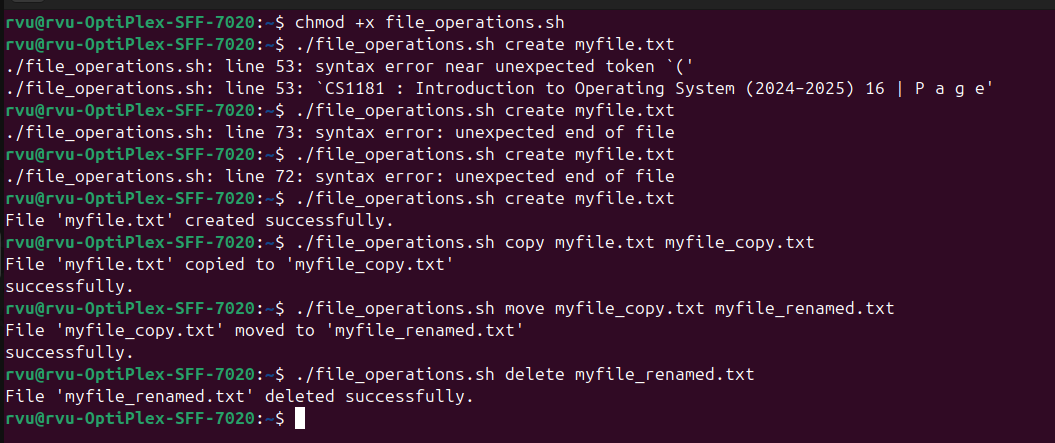 rvu@rvu-OptiPlex-SFF-7020:~$ chmod +x file_operations.sh
rvu@rvu-OptiPlex-SFF-7020:~$ ./file_operations.sh create myfile.txt
./file_operations.sh: line 53: syntax error near unexpected token `('
./file_operations.sh: line 53: `CS1181 : Introduction to Operating System (2024-2025) 16 | P a g e'
rvu@rvu-OptiPlex-SFF-7020:~$ ./file_operations.sh create myfile.txt
./file_operations.sh: line 73: syntax error: unexpected end of file
rvu@rvu-OptiPlex-SFF-7020:~$ ./file_operations.sh create myfile.txt
./file_operations.sh: line 72: syntax error: unexpected end of file
rvu@rvu-OptiPlex-SFF-7020:~$ ./file_operations.sh create myfile.txt
File 'myfile.txt' created successfully.
rvu@rvu-OptiPlex-SFF-7020:~$ ./file_operations.sh copy myfile.txt myfile_copy.txt
File 'myfile.txt' copied to 'myfile_copy.txt'
successfully.
rvu@rvu-OptiPlex-SFF-7020:~$ ./file_operations.sh move myfile_copy.txt myfile_renamed.txt
File 'myfile_copy.txt' moved to 'myfile_renamed.txt'
successfully.
rvu@rvu-OptiPlex-SFF-7020:~$ ./file_operations.sh delete myfile_renamed.txt
File 'myfile_renamed.txt' deleted successfully.
rvu@rvu-OptiPlex-SFF-7020:~$